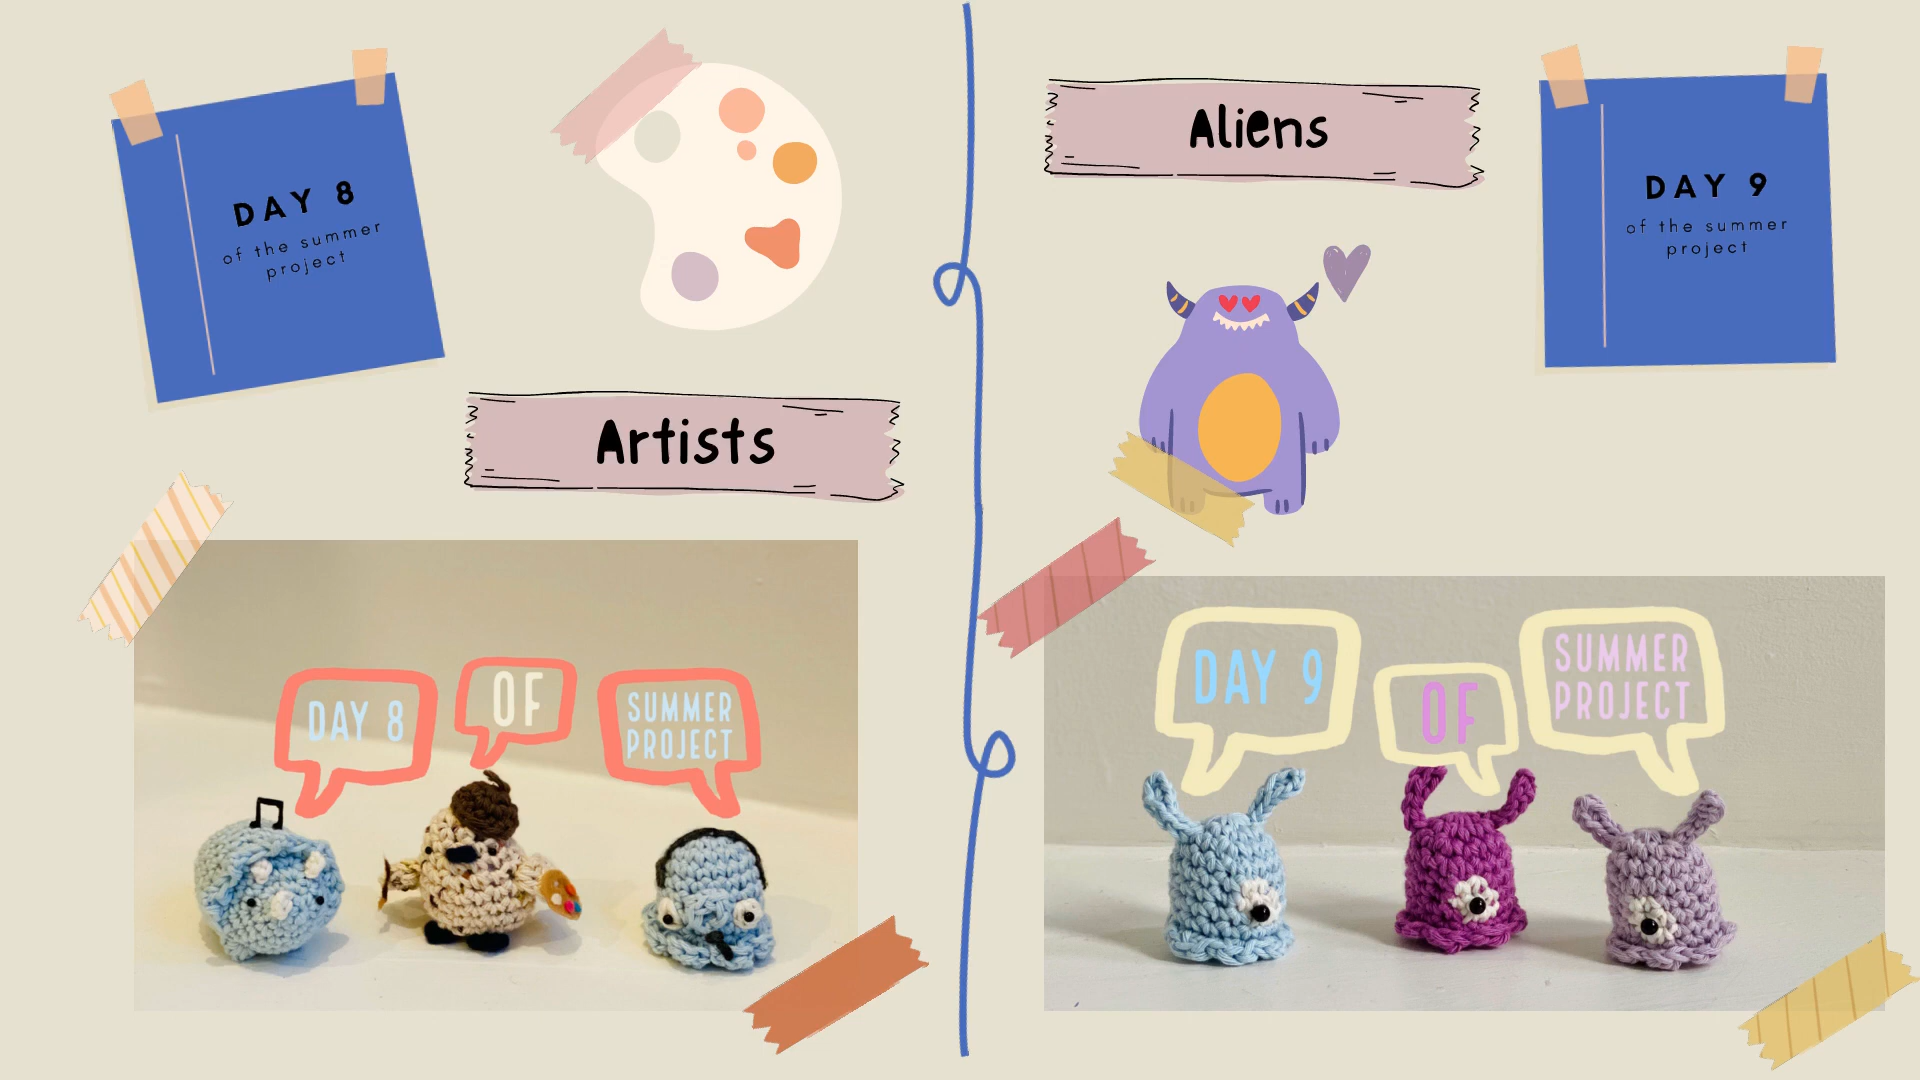 DAY 8
of the summer
project
Artists
DAY 8
OF
SUMMER
PROJECT
Aliens
DAY 9
of the summer
project
DAY 9
OF
SUMMER
PROJECT